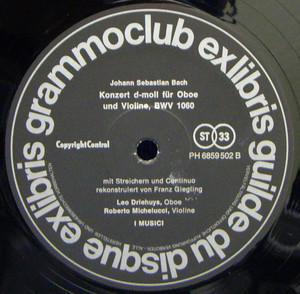 grammoclub exlibris guilde du disque exlibris
Johann Sebastian Bach
Konzert d-moll für Oboe
und Violine, BWV 1060
CopyrightControl
ST 33
PH 6859 502 B
mit Streichern und Continuo
rekonstruiert von Franz Giegling
Leo Driehuys, Oboe
Roberto Michelucci, Violine
I MUSICI